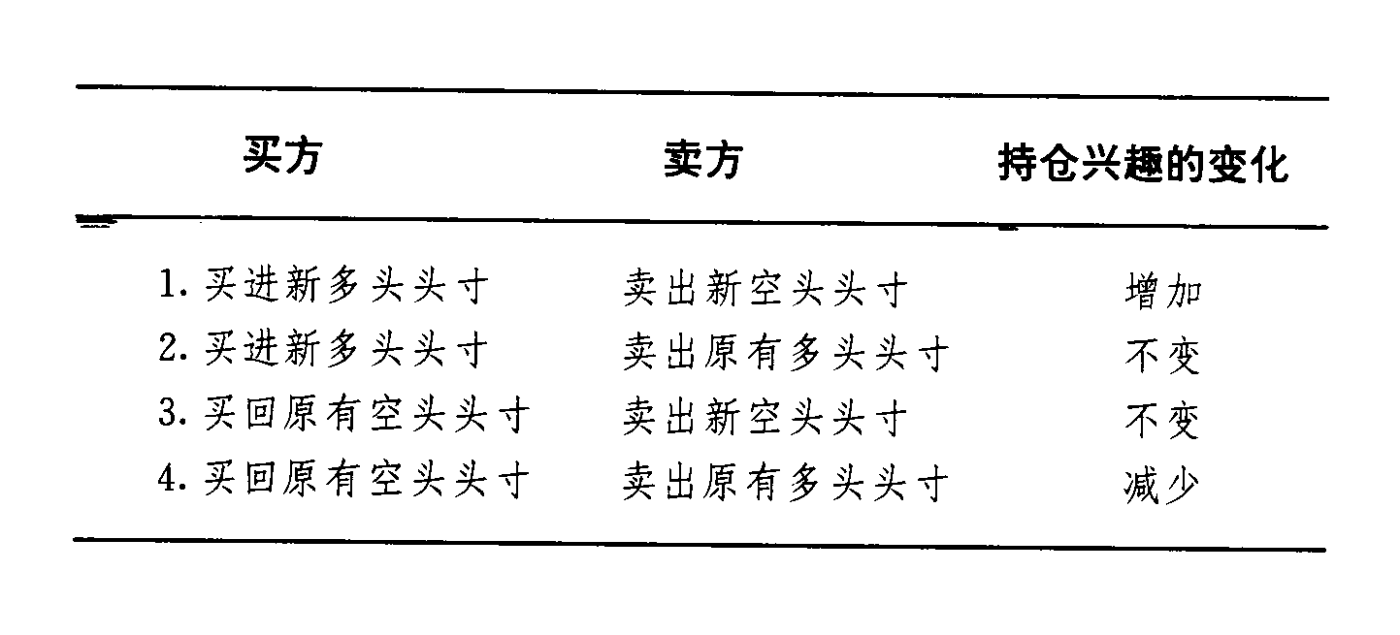 买方 卖方 持仓兴趣的变化
1. 买进新多头头寸 卖出新空头头寸 增加
2. 买进新多头头寸 卖出原有多头头寸 不变
3. 买回原有空头头寸 卖出新空头头寸 不变
4. 买回原有空头头寸 卖出原有多头头寸 减少